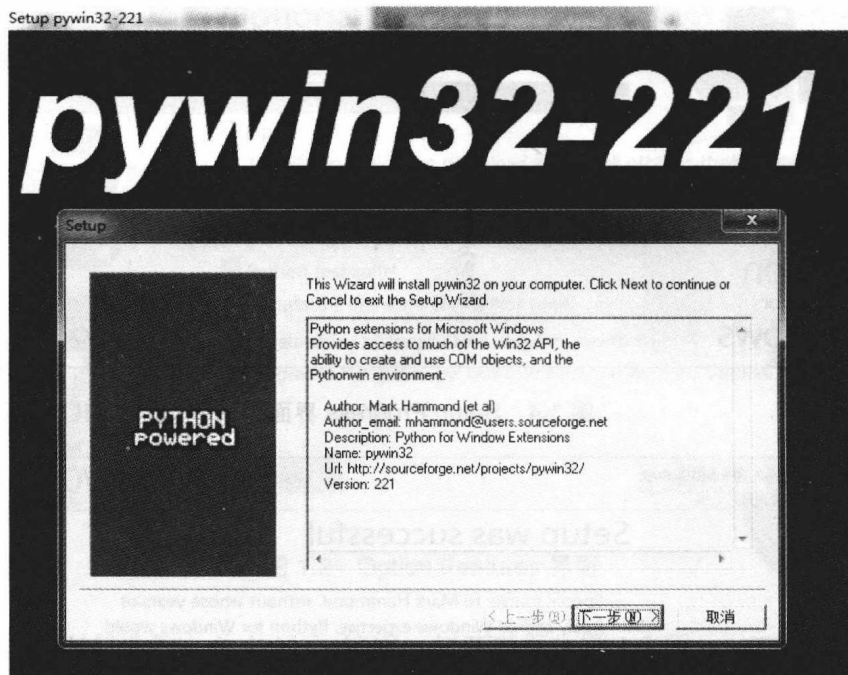 Setup pywin32-221
pywin32-221
Setup
This Wizard will install pywin32 on your computer. Click Next to continue or
Cancel to exit the Setup Wizard.
Python extensions for Microsoft Windows
Provides access to much of the Win32 API, the
ability to create and use COM objects, and the
Pythonwin environment.
Author: Mark Hammond (et al)
Author_email: mhammond@users.sourceforge.net
Description: Python for Window Extensions
Name: pywin32
Url: http://sourceforge.net/projects/pywin32/
Version: 221
PYTHON
powered
Setup was successful
< 上一步(B) 下一步(N) > 取消